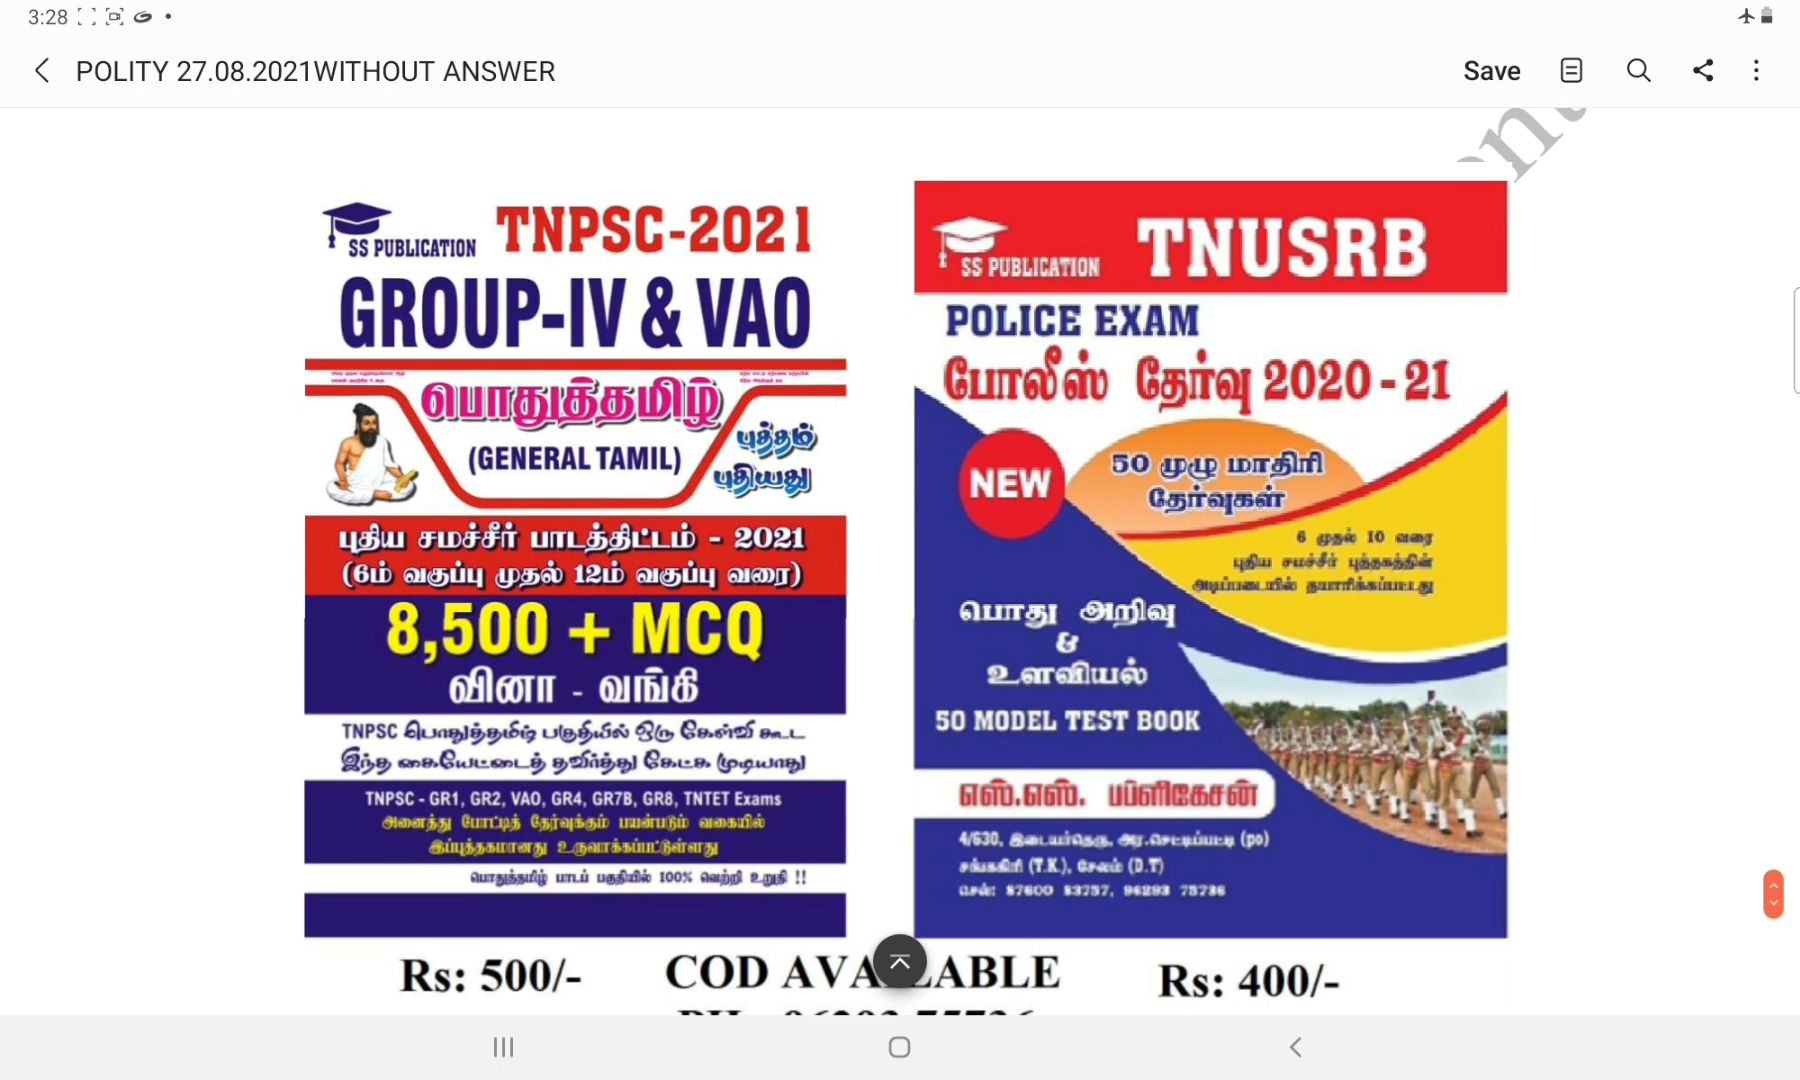 3:28
POLITY 27.08.2021WITHOUT ANSWER
Save
SS PUBLICATION
TNPSC-2021
GROUP-IV & VAO
பொதுத்தமிழ்
(GENERAL TAMIL)
புத்தம்
புதியது
புதிய சமச்சீர் பாடத்திட்டம் - 2021
(6ம் வகுப்பு முதல் 12ம் வகுப்பு வரை)
8,500 + MCQ
வினா - வங்கி
TNPSC பொதுத்தமிழ் பகுதியில் ஒரு கேள்வி கூட
இந்த கையேட்டைத் தவிர்த்து கேட்க முடியாது
TNPSC - GR1, GR2, VAO, GR4, GR7B, GR8, TNTET Exams
அனைத்து போட்டித் தேர்வுக்கும் பயன்படும் வகையில்
இப்புத்தகமானது உருவாக்கப்பட்டுள்ளது
பொதுத்தமிழ் பாடப் பகுதியில் 100% வெற்றி உறுதி !!
Rs: 500/-
SS PUBLICATION
TNUSRB
POLICE EXAM
போலீஸ் தேர்வு 2020 - 21
NEW
50 முழு மாதிரி
தேர்வுகள்
6 முதல் 10 வரை
புதிய சமச்சீர் புத்தகத்தின்
அடிப்படையில் தயாரிக்கப்பட்டது
பொது அறிவு
&
உளவியல்
50 MODEL TEST BOOK
எஸ்.எஸ். பப்ளிகேசன்
4/630, இடையர்தெரு, அர.செட்டிப்பட்டி (po)
சங்ககிரி (T.K.), சேலம் (D.T)
செல்: 87600 83757, 96293 75736
COD
Rs: 400/-